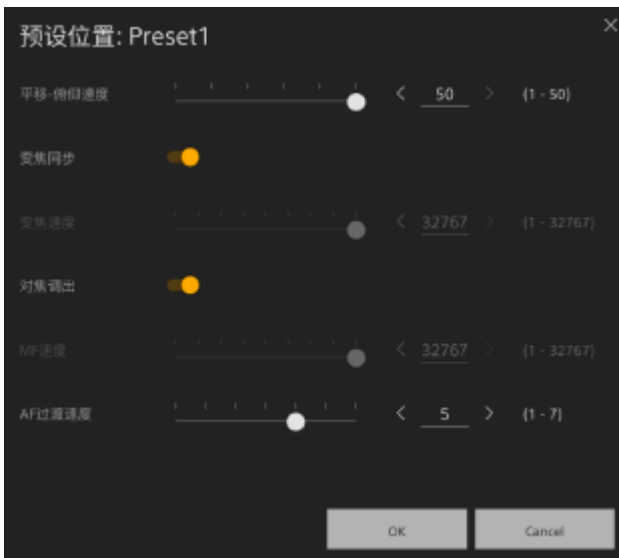 预设位置: Preset1
平移-俯仰速度 50 (1 - 50)
变焦同步
变焦速度 32767 (1 - 32767)
对焦调出
MF速度 32767 (1 - 32767)
AF过渡速度 5 (1 - 7)
OK Cancel